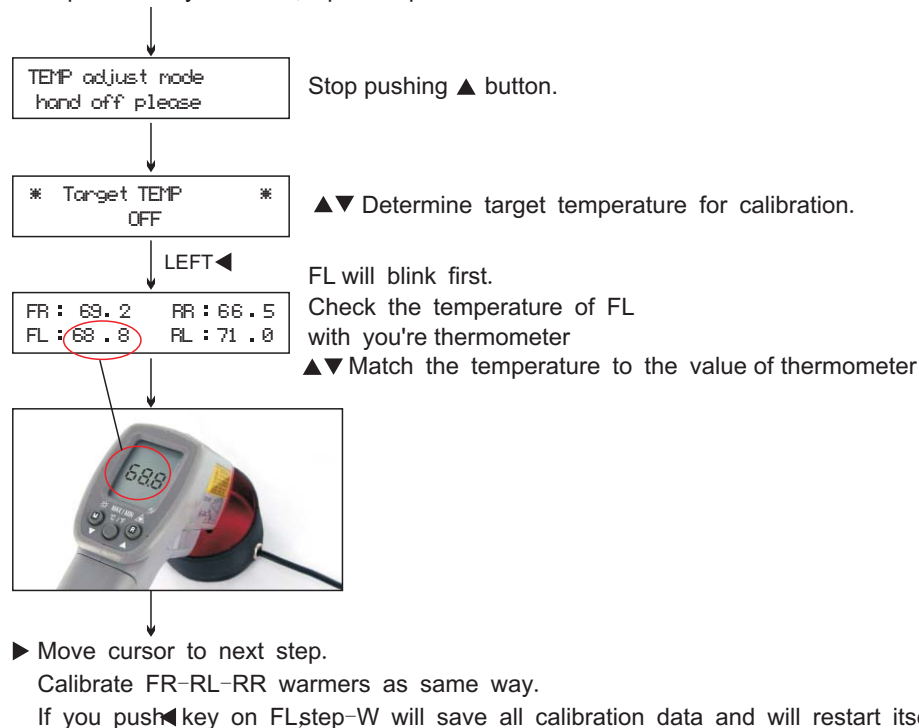 TEMP adjust mode
hand off please
Stop pushing ▲ button.
* Target TEMP *
OFF
▲▼ Determine target temperature for calibration.
LEFT◀
FL will blink first.
FR: 69.2 RR:66.5
Check the temperature of FL
FL:68.8 RL:71.0
with you're thermometer
▲▼ Match the temperature to the value of thermometer
68.8
MAX/MIN
M °C/°F R
▶ Move cursor to next step.
Calibrate FR-RL-RR warmers as same way.
If you push◀key on FL,step-W will save all calibration data and will restart